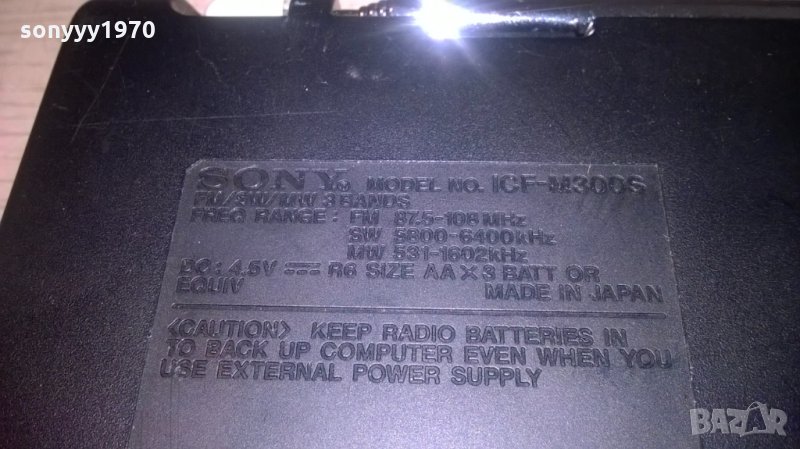 sonyyy1970
SONY® MODEL NO. ICF-M300S
FM/SW/MW 3 BANDS
FREQ RANGE : FM 87.5-108 MHz
SW 5800-6400kHz
MW 531-1602kHz
DC : 4.5V ⎓ R6 SIZE AA X 3 BATT OR
EQUIV MADE IN JAPAN
<CAUTION> KEEP RADIO BATTERIES IN
TO BACK UP COMPUTER EVEN WHEN YOU
USE EXTERNAL POWER SUPPLY
BAZAR